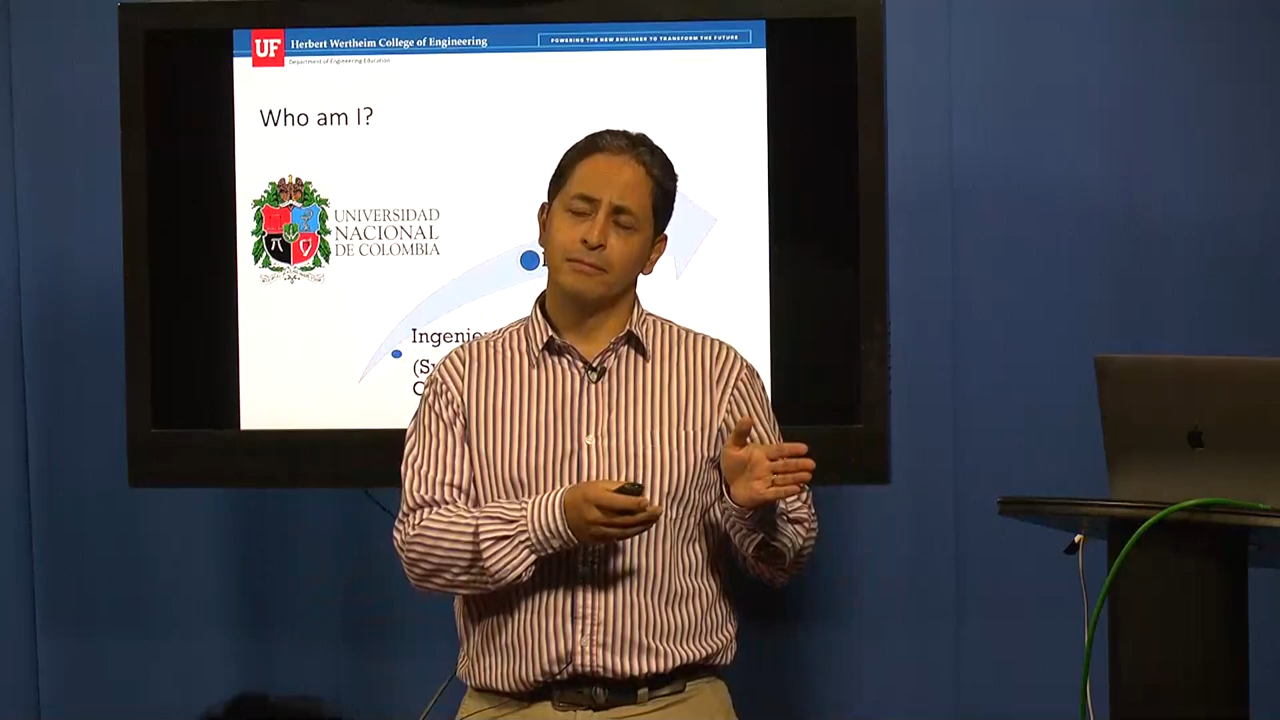 UF Herbert Wertheim College of Engineering
POWERING THE NEW ENGINEER TO TRANSFORM THE FUTURE
Department of Engineering Education
Who am I?
UNIVERSIDAD
NACIONAL
DE COLOMBIA